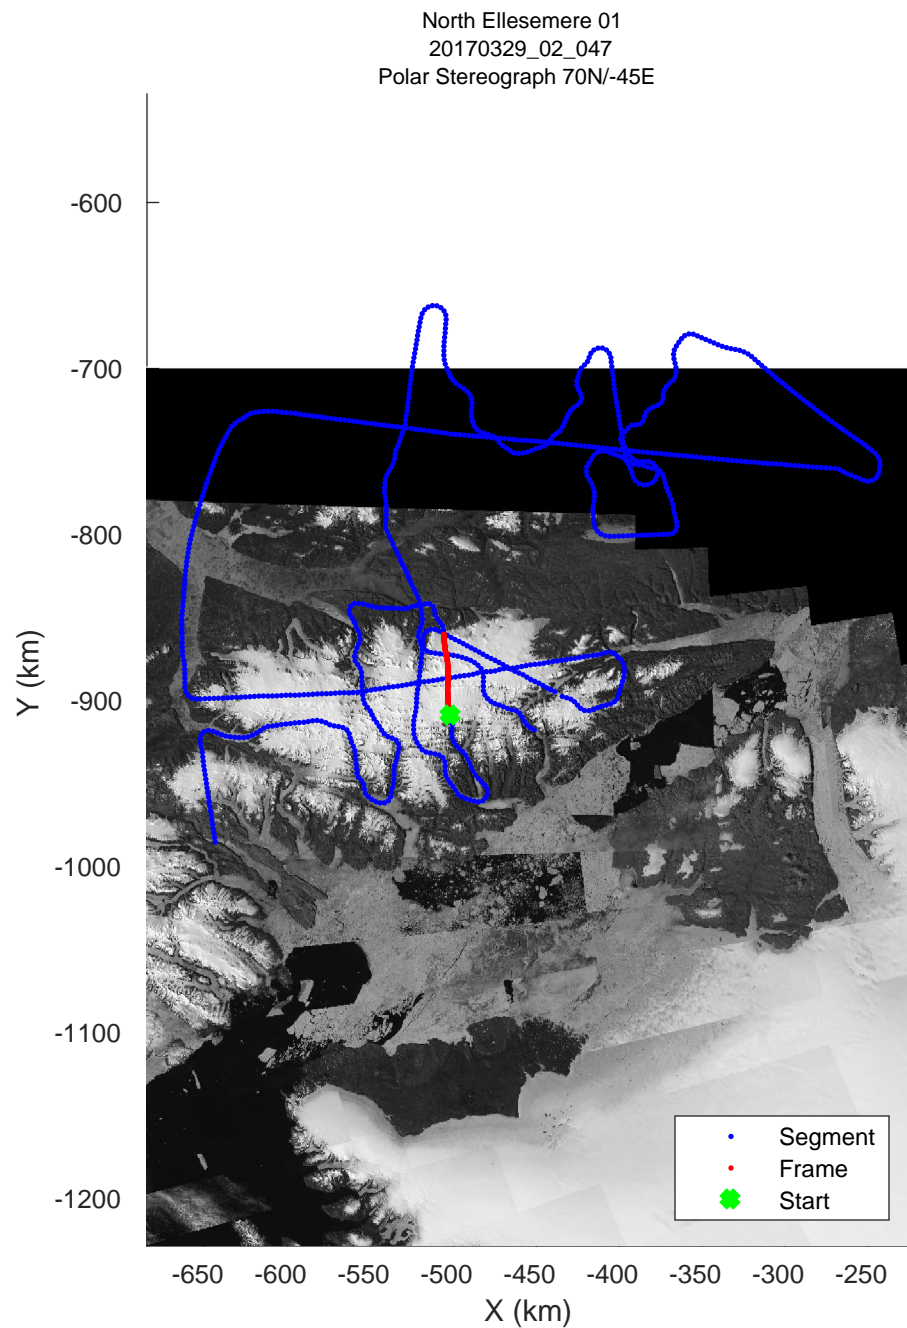 North Ellesemere 01
20170329_02_047
Polar Stereograph 70N/-45E
-600
-700
-800
-900
-1000
-1100
-1200
Y (km)
Segment
Frame
Start
-650 -600 -550 -500 -450 -400 -350 -300 -250
X (km)